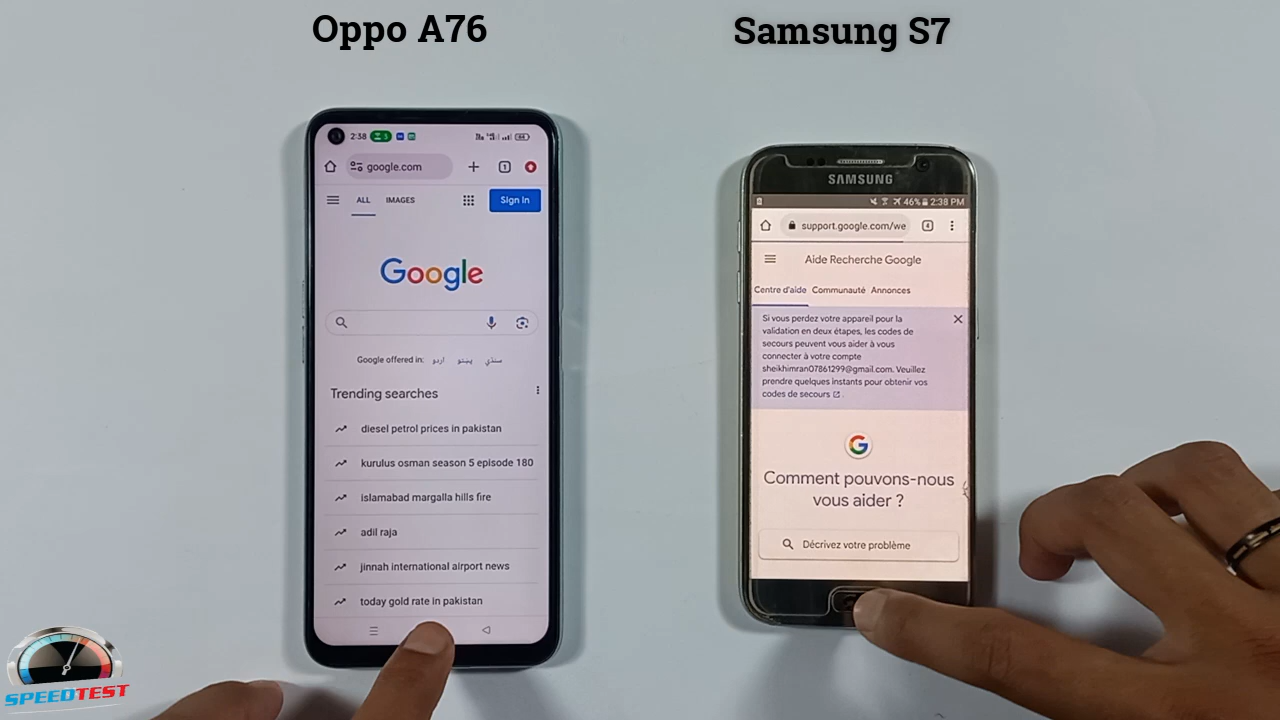 Oppo A76
Samsung S7
2:38
google.com
1
ALL IMAGES
Sign in
Google
Google offered in: اردو پښتو سنڌي
Trending searches
diesel petrol prices in pakistan
kurulus osman season 5 episode 180
islamabad margalla hills fire
adil raja
jinnah international airport news
today gold rate in pakistan
SAMSUNG
46% 2:38 PM
support.google.com/we
4
Aide Recherche Google
Centre d'aide Communauté Annonces
Si vous perdez votre appareil pour la
validation en deux étapes, les codes de
secours peuvent vous aider à vous
connecter à votre compte
sheikhimran07861299@gmail.com. Veuillez
prendre quelques instants pour obtenir vos
codes de secours .
G
Comment pouvons-nous
vous aider ?
Décrivez votre problème
SPEEDTEST